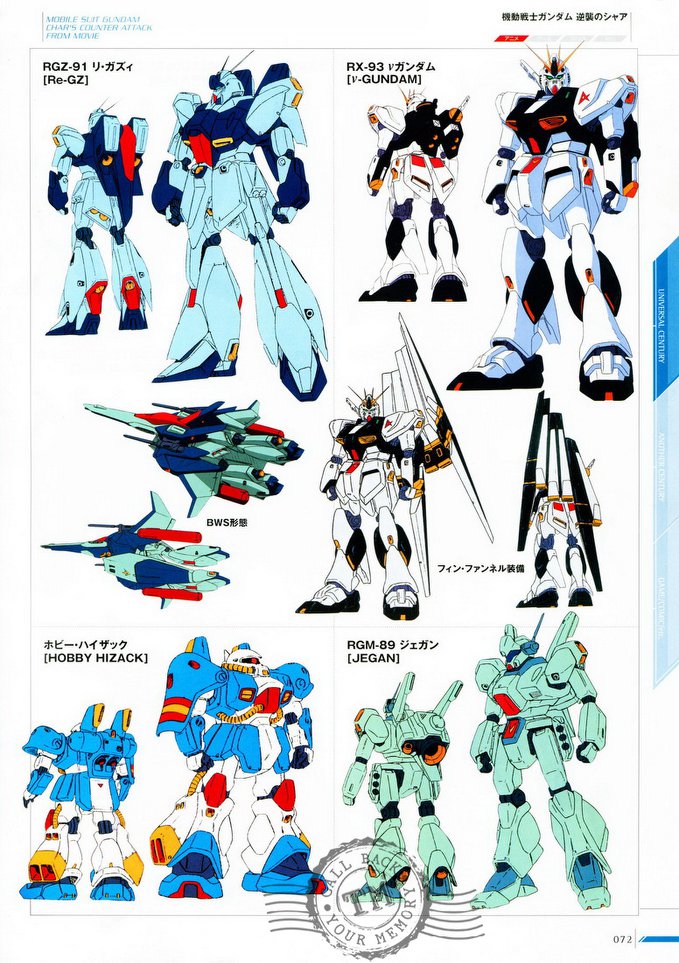 MOBILE SUIT GUNDAM
CHAR'S COUNTER ATTACK
FROM MOVIE
機動戦士ガンダム 逆襲のシャア
アニメ
RGZ-91 リ・ガズィ
[Re-GZ]
RX-93 νガンダム
[ν-GUNDAM]
UNIVERSAL CENTURY
ANOTHER CENTURY
BWS形態
フィン・ファンネル装備
ホビー・ハイザック
[HOBBY HIZACK]
RGM-89 ジェガン
[JEGAN]
CALL BACK
YOUR MEMORY
072